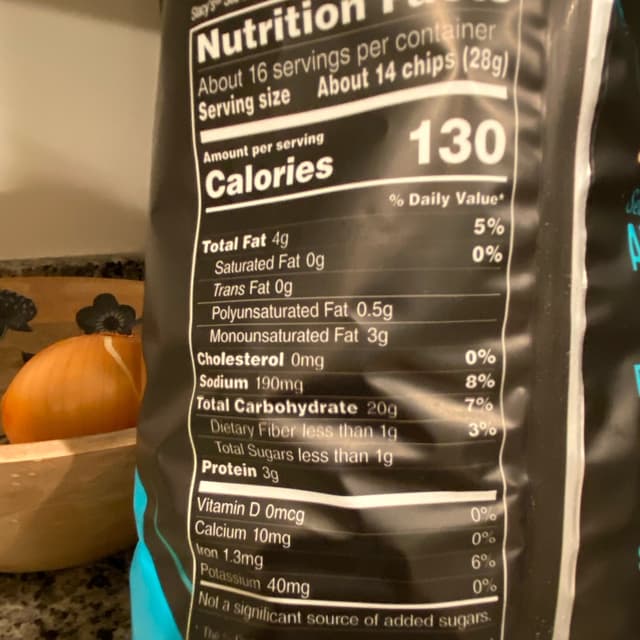 Nutrition
About 16 servings per container
Serving size About 14 chips (28g)
Amount per serving
Calories 130
% Daily Value*
Total Fat 4g 5%
Saturated Fat 0g 0%
Trans Fat 0g
Polyunsaturated Fat 0.5g
Monounsaturated Fat 3g
Cholesterol 0mg 0%
Sodium 190mg 8%
Total Carbohydrate 20g 7%
Dietary Fiber less than 1g 3%
Total Sugars less than 1g
Protein 3g
Vitamin D 0mcg 0%
Calcium 10mg 0%
Iron 1.3mg 6%
Potassium 40mg 0%
Not a significant source of added sugars.
* The